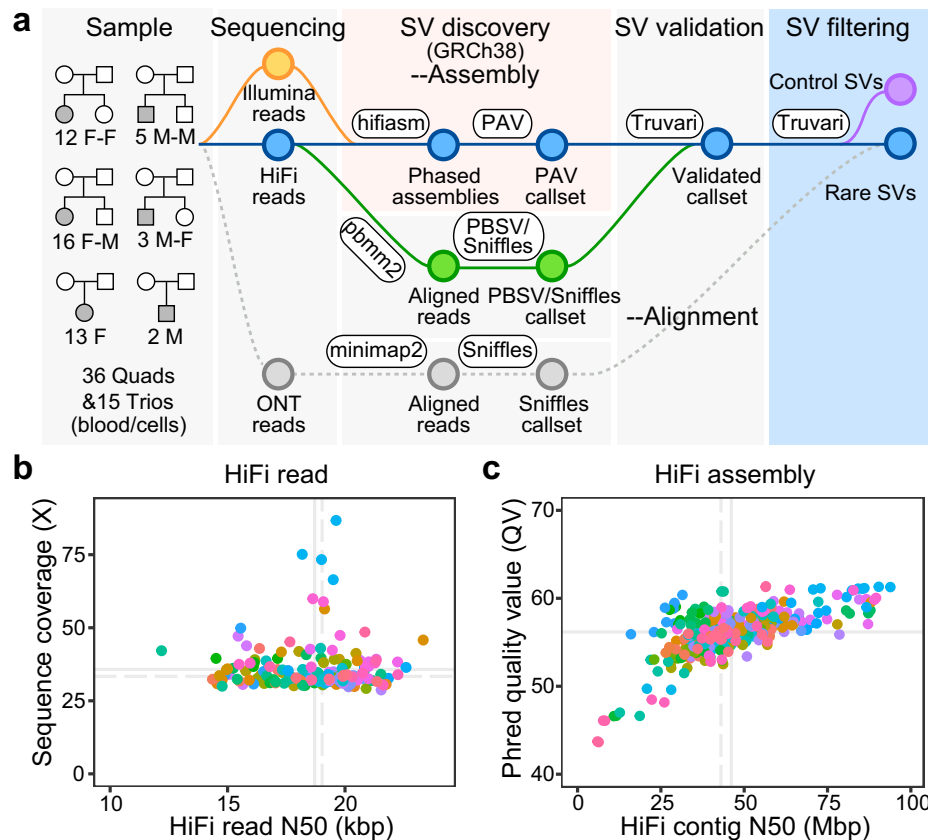 a
Sample
Sequencing
SV discovery
(GRCh38)
--Assembly
SV validation
SV filtering
12 F-F
5 M-M
16 F-M
3 M-F
13 F
2 M
36 Quads
&15 Trios
(blood/cells)
Illumina
reads
HiFi
reads
ONT
reads
hifiasm
PAV
Phased
assemblies
PAV
callset
pbmm2
PBSV/
Sniffles
Aligned
reads
PBSV/Sniffles
callset
--Alignment
minimap2
Sniffles
Aligned
reads
Sniffles
callset
Truvari
Validated
callset
Truvari
Control SVs
Rare SVs
b
HiFi read
Sequence coverage (X)
75
50
25
0
10
15
20
HiFi read N50 (kbp)
c
HiFi assembly
Phred quality value (QV)
70
60
50
40
0
25
50
75
100
HiFi contig N50 (Mbp)